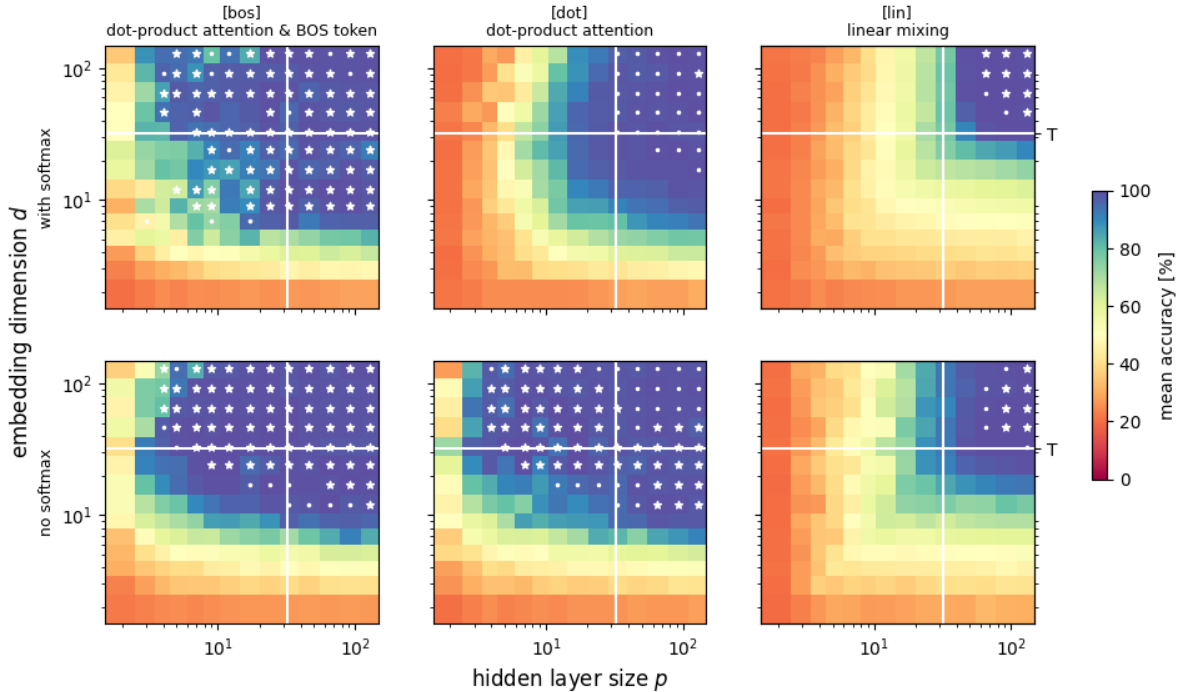 [bos]
dot-product attention & BOS token
[dot]
dot-product attention
[lin]
linear mixing
embedding dimension d
with softmax
10²
10¹
T
no softmax
10²
10¹
T
10¹
10²
10¹
10²
10¹
10²
hidden layer size p
100
80
60
40
20
0
mean accuracy [%]